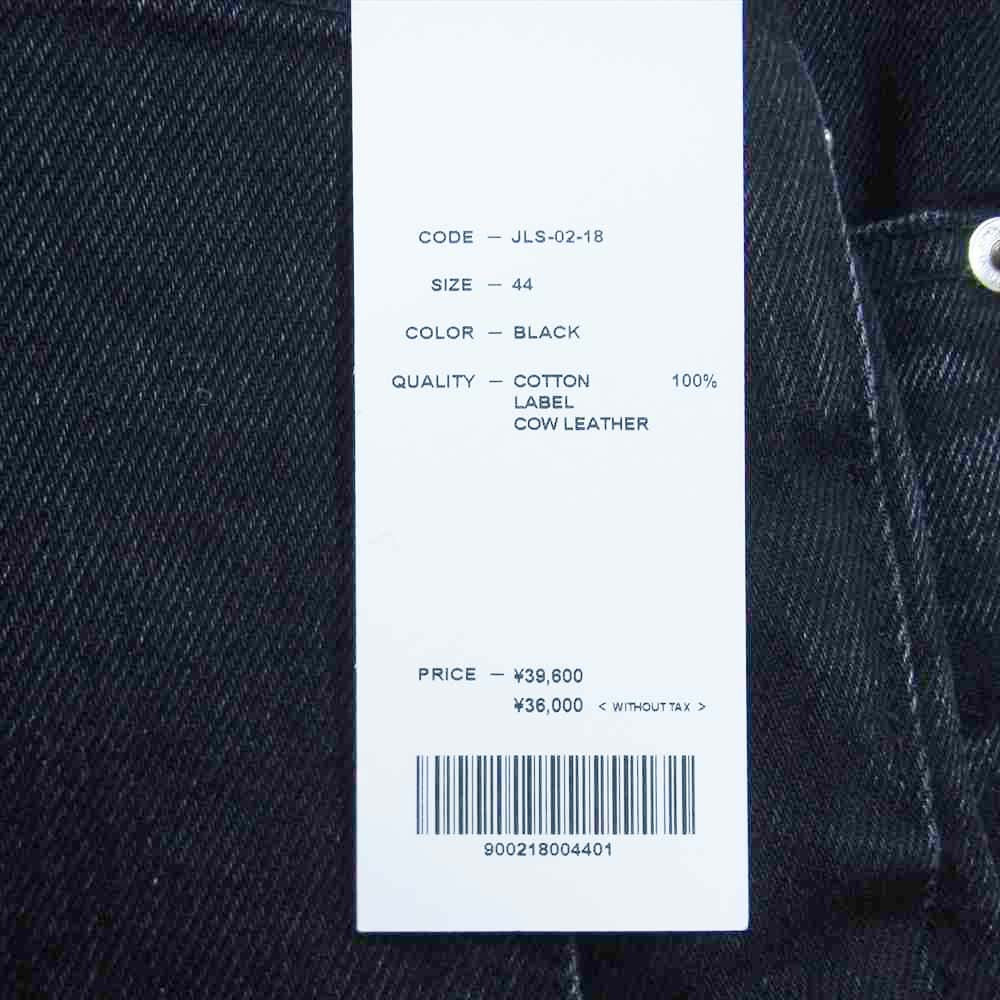 CODE — JLS-02-18
SIZE — 44
COLOR — BLACK
QUALITY — COTTON 100%
LABEL
COW LEATHER
PRICE — ¥39,600
¥36,000 < WITHOUT TAX >
900218004401